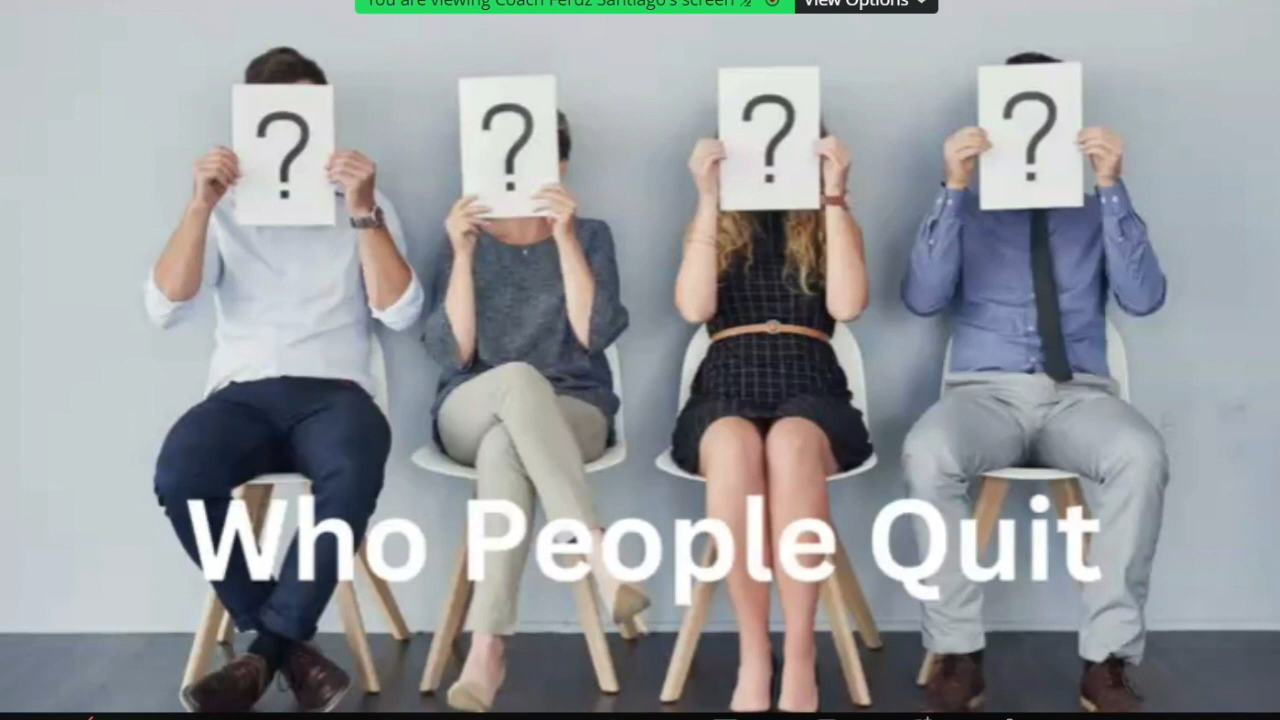 You are viewing Coach Ferdz Santiago's screen
View Options
? ? ? ?
Who People Quit